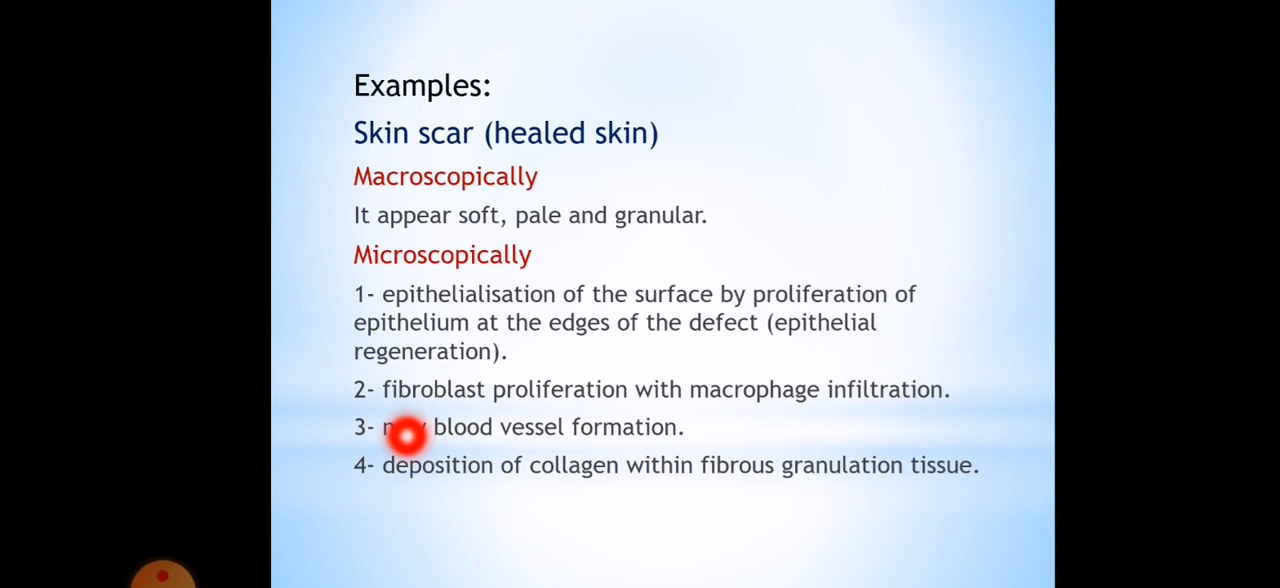 Examples:
Skin scar (healed skin)
Macroscopically
It appear soft, pale and granular.
Microscopically
1- epithelialisation of the surface by proliferation of
epithelium at the edges of the defect (epithelial
regeneration).
2- fibroblast proliferation with macrophage infiltration.
3- blood vessel formation.
4- deposition of collagen within fibrous granulation tissue.